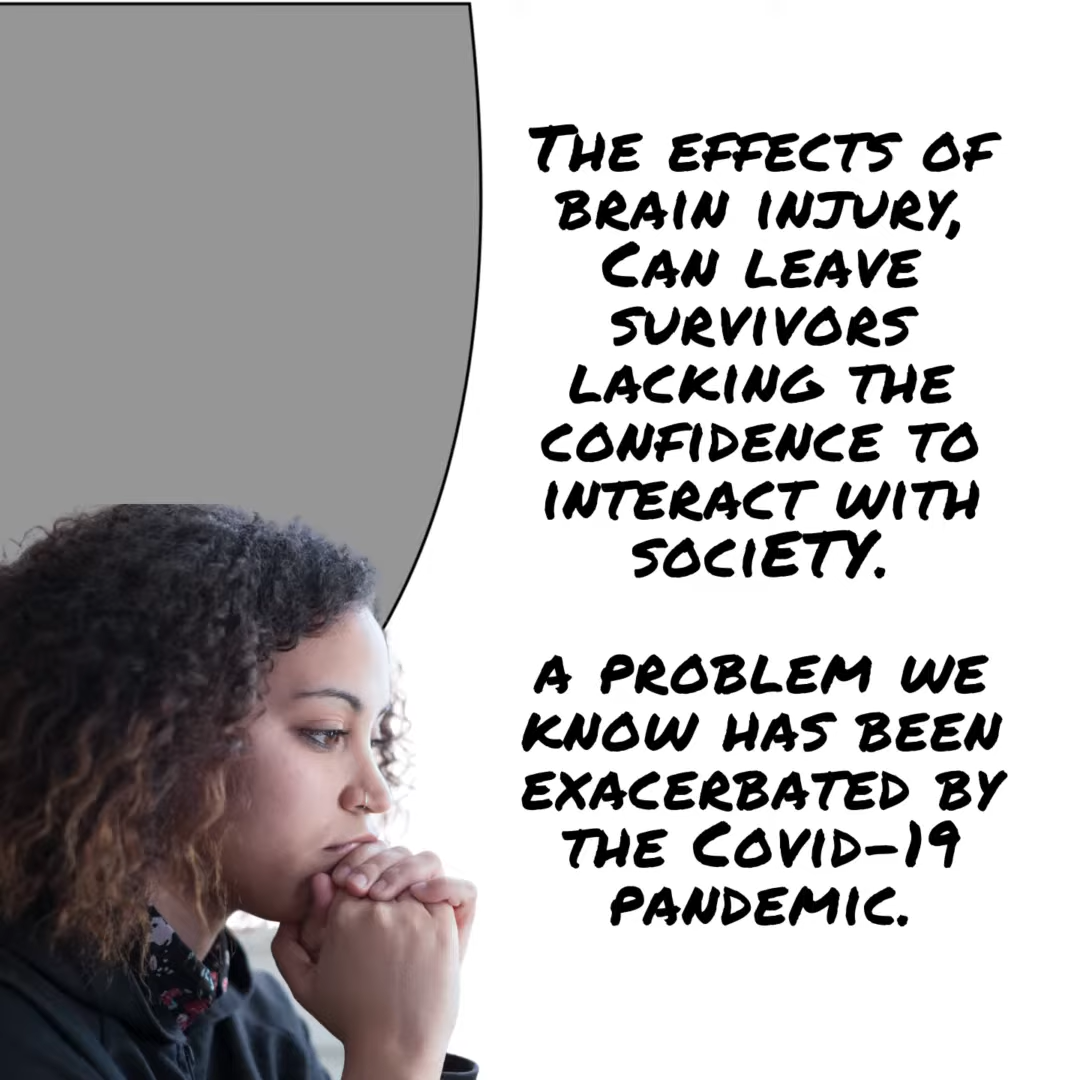 The effects of
brain injury,
Can leave
survivors
lacking the
confidence to
interact with
sociETY.
a problem we
know has been
exacerbated by
the Covid-19
pandemic.